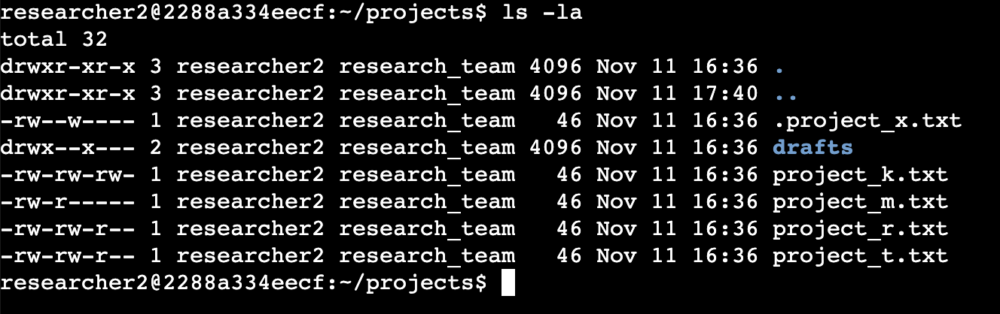 researcher2@2288a334eecf:~/projects$ ls -la
total 32
drwxr-xr-x 3 researcher2 research_team 4096 Nov 11 16:36 .
drwxr-xr-x 3 researcher2 research_team 4096 Nov 11 17:40 ..
-rw--w---- 1 researcher2 research_team   46 Nov 11 16:36 .project_x.txt
drwx--x--- 2 researcher2 research_team 4096 Nov 11 16:36 drafts
-rw-rw-rw- 1 researcher2 research_team   46 Nov 11 16:36 project_k.txt
-rw-r----- 1 researcher2 research_team   46 Nov 11 16:36 project_m.txt
-rw-rw-r-- 1 researcher2 research_team   46 Nov 11 16:36 project_r.txt
-rw-rw-r-- 1 researcher2 research_team   46 Nov 11 16:36 project_t.txt
researcher2@2288a334eecf:~/projects$